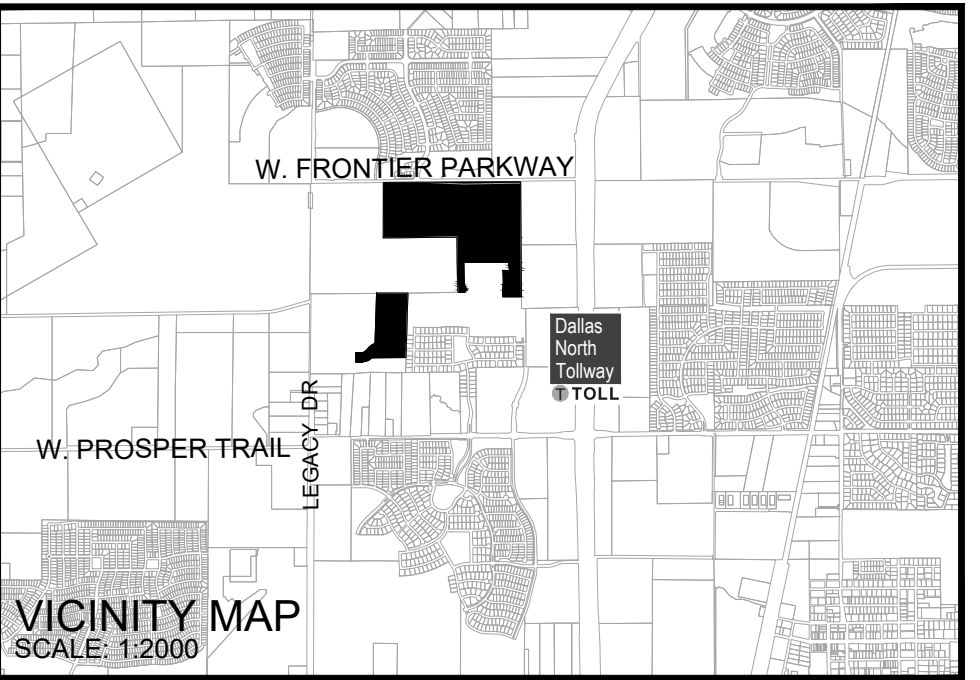 W. FRONTIER PARKWAY
Dallas
North
Tollway
T TOLL
LEGACY DR
W. PROSPER TRAIL
VICINITY MAP
SCALE: 1:2000